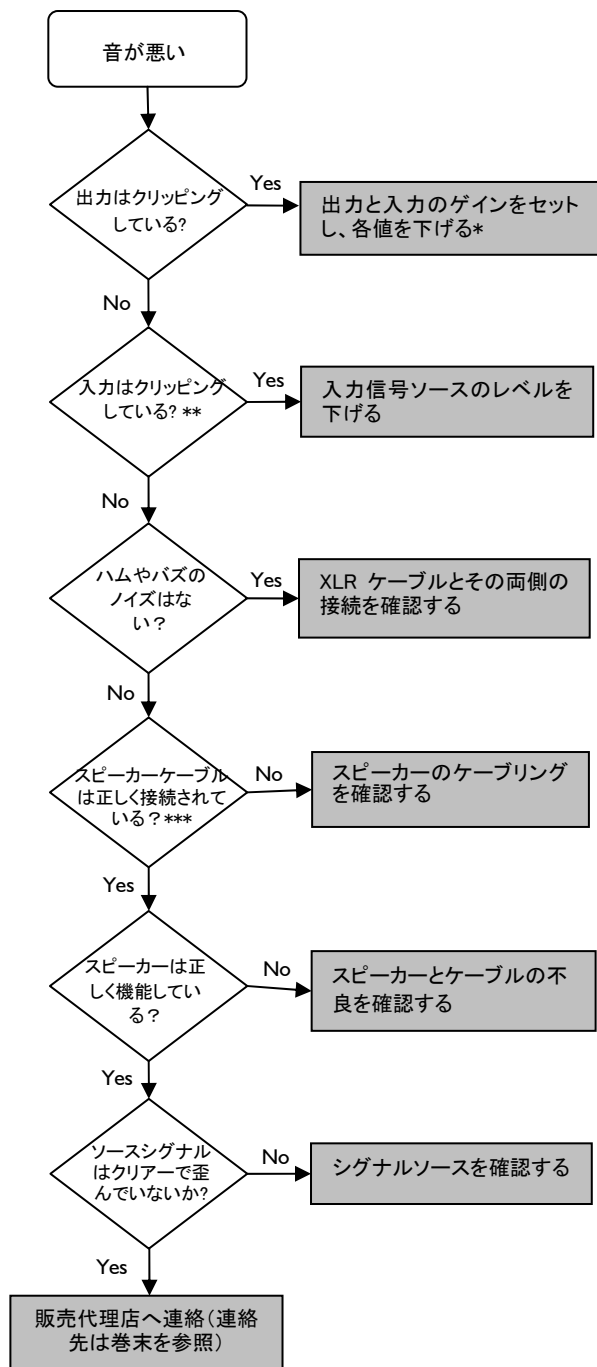 音が悪い
出力はクリッピング
している?
Yes
出力と入力のゲインをセット
し、各値を下げる*
No
入力はクリッピング
している? **
Yes
入力信号ソースのレベルを
下げる
No
ハムやバズの
ノイズはな
い？
Yes
XLR ケーブルとその両側の
接続を確認する
No
スピーカーケーブル
は正しく接続されて
いる？***
No
スピーカーのケーブリング
を確認する
Yes
スピーカーは正
しく機能してい
る？
No
スピーカーとケーブルの不
良を確認する
Yes
ソースシグナル
はクリアーで歪
んでいないか?
No
シグナルソースを確認する
Yes
販売代理店へ連絡（連絡
先は巻末を参照）